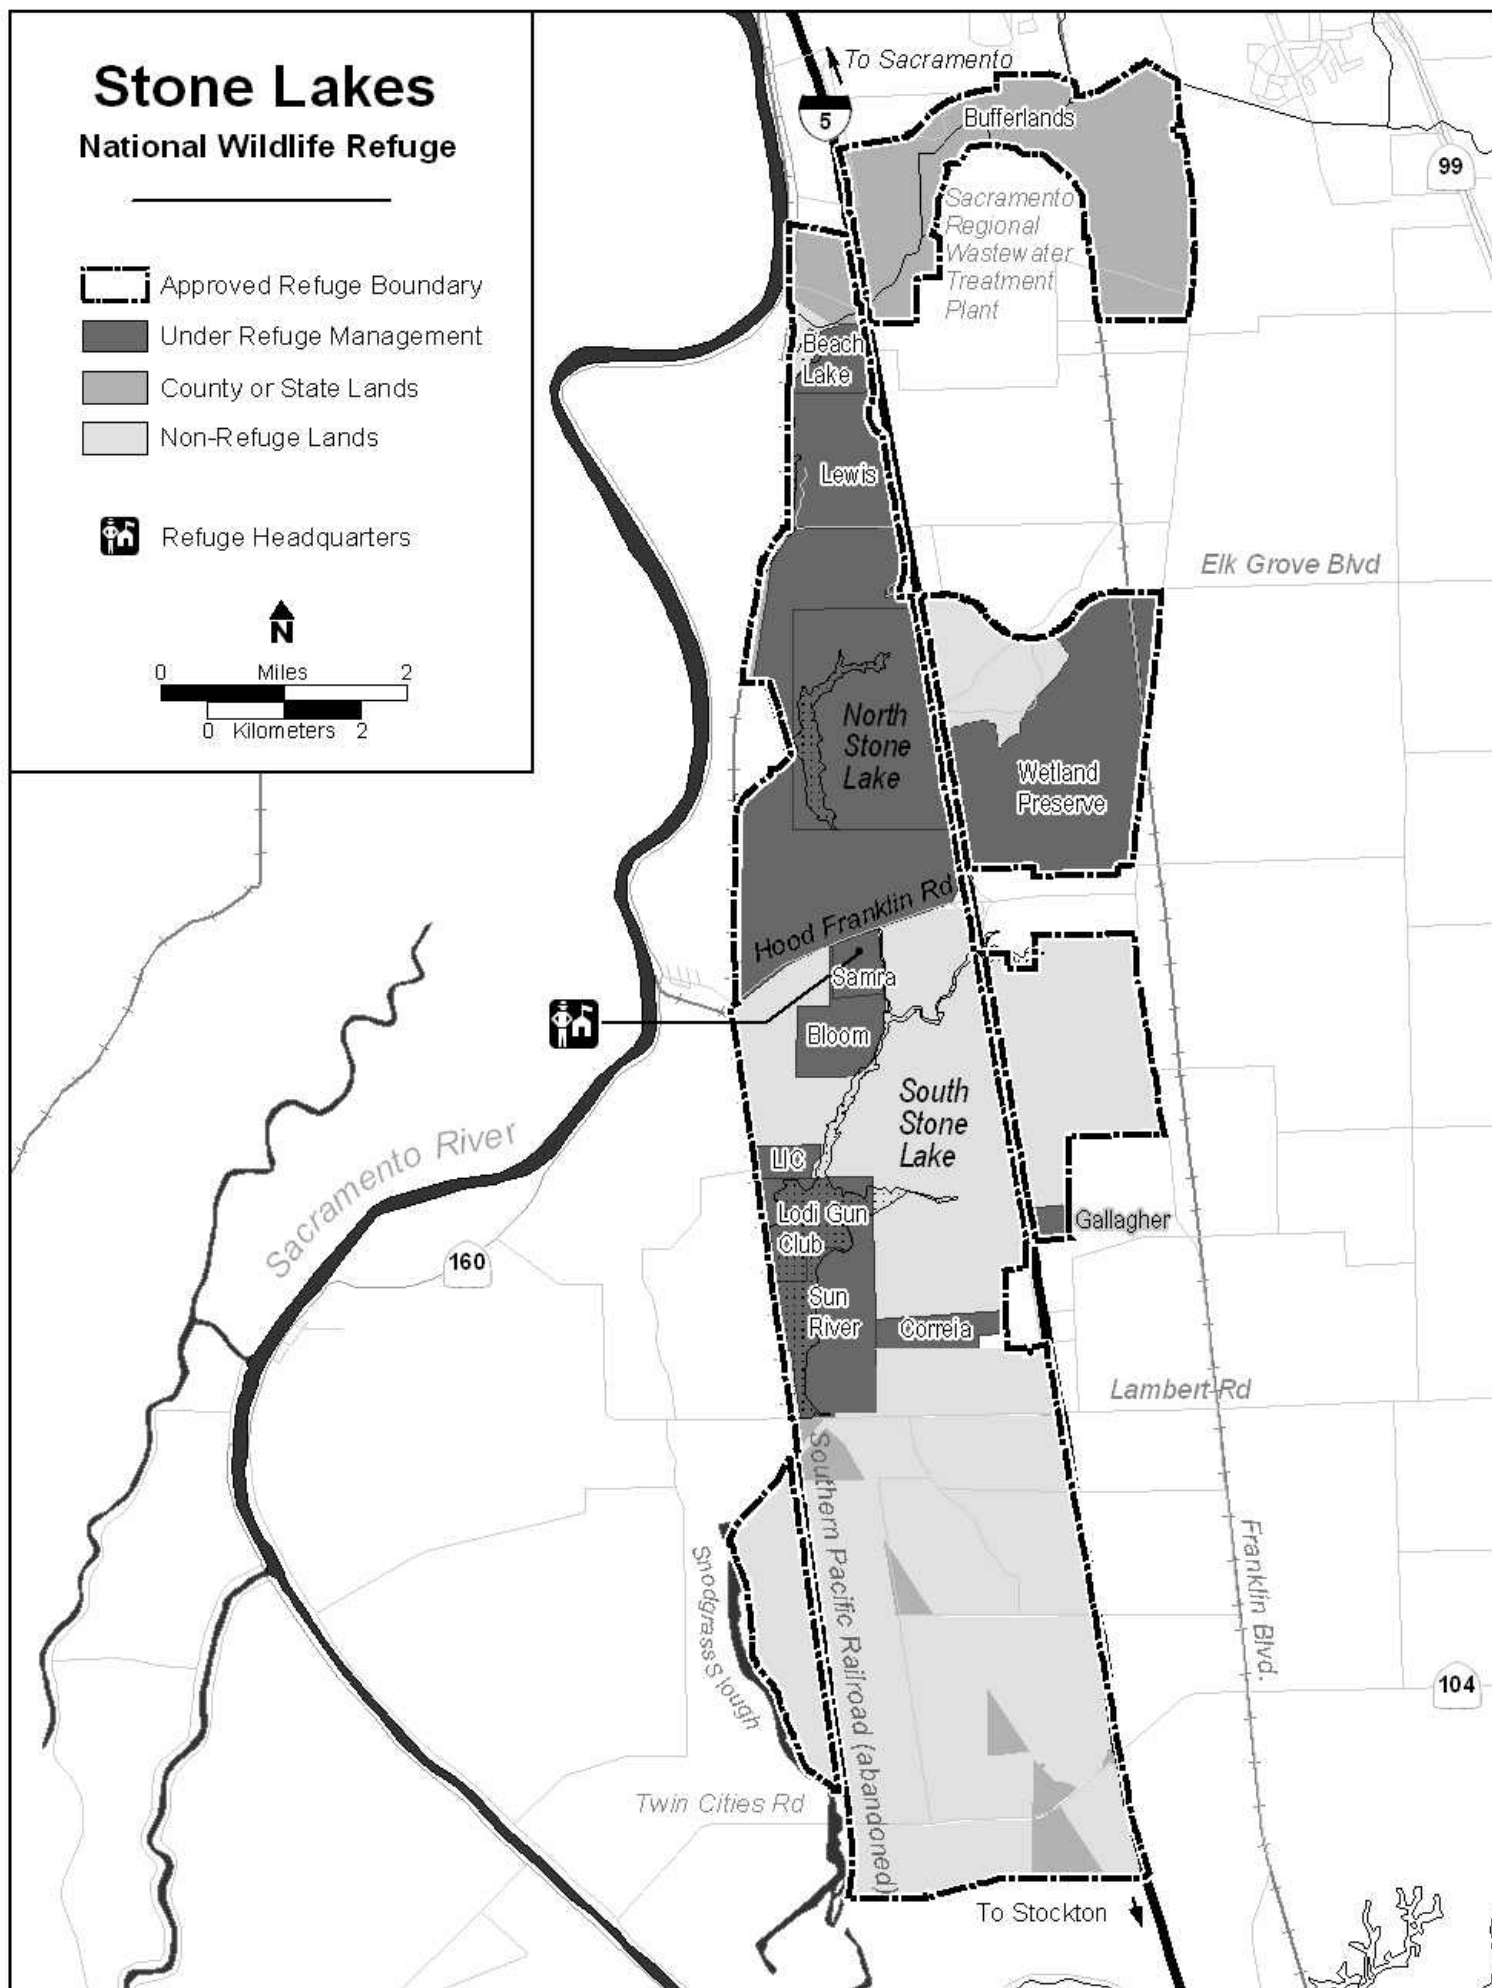 Stone Lakes
National Wildlife Refuge
Approved Refuge Boundary
Under Refuge Management
County or State Lands
Non-Refuge Lands
Refuge Headquarters
N
0 Miles 2
0 Kilometers 2
To Sacramento
5
Bufferlands
99
Sacramento
Regional
Wastewater
Treatment
Plant
Beach
Lake
Lewis
Elk Grove Blvd
North
Stone
Lake
Wetland
Preserve
Hood Franklin Rd
Samra
Bloom
South
Stone
Lake
Sacramento River
LIC
Lodi Gun
Club
Gallagher
160
Sun
River
Correia
Lambert Rd
Southern Pacific Railroad (abandoned)
Snodgrass Slough
Franklin Blvd.
104
Twin Cities Rd
To Stockton